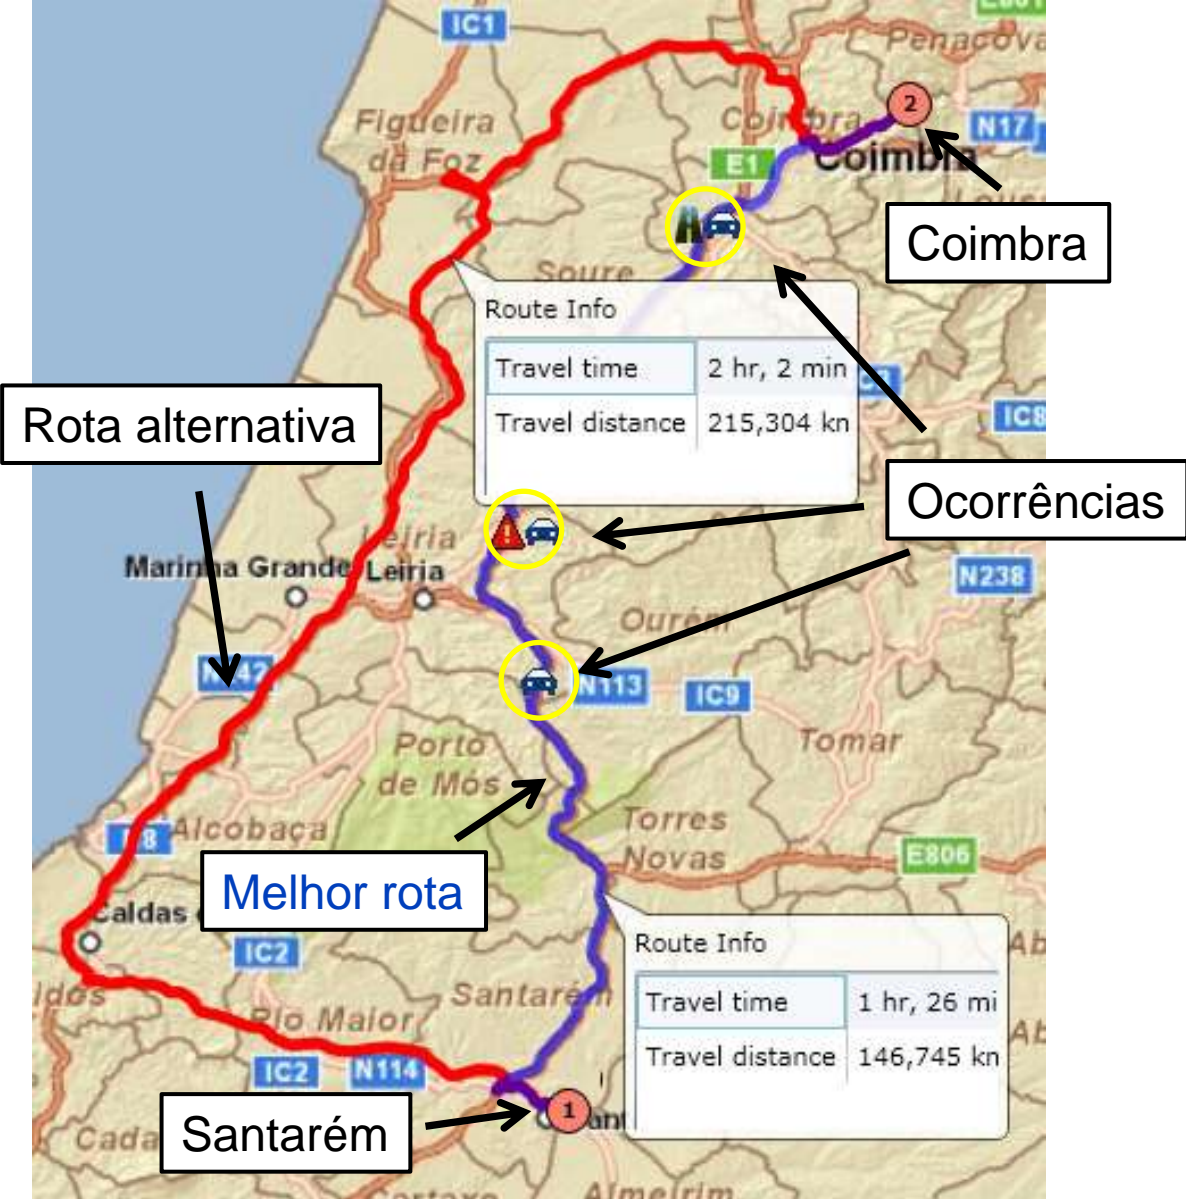 IC1
Penacova
Figueira
da Foz
Coimbra
2
N17
E1
Coimbra
Coimbra
Soure
Route Info
Travel time 2 hr, 2 min
Travel distance 215,304 kn
IC8
Rota alternativa
Ocorrências
Leiria
Marinha Grande
Leiria
N238
Ourém
N113
IC9
Porto
de Mós
Tomar
Alcobaça
Torres
Novas
E806
Melhor rota
Caldas
IC2
Route Info
Travel time 1 hr, 26 mi
Travel distance 146,745 kn
Santarém
Rio Maior
IC2
N114
1
Santarém
Almeirim